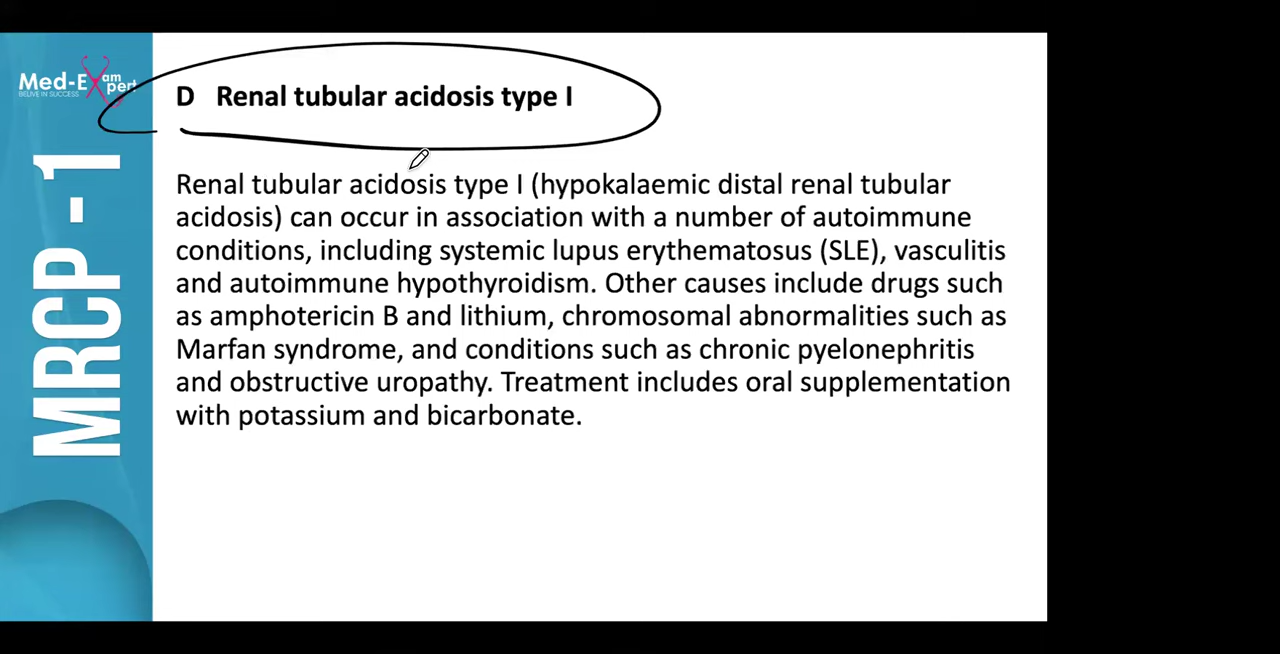 Med-Exam
Expert
BELIVE IN SUCCESS
MRCP - 1
D Renal tubular acidosis type I
Renal tubular acidosis type I (hypokalaemic distal renal tubular
acidosis) can occur in association with a number of autoimmune
conditions, including systemic lupus erythematosus (SLE), vasculitis
and autoimmune hypothyroidism. Other causes include drugs such
as amphotericin B and lithium, chromosomal abnormalities such as
Marfan syndrome, and conditions such as chronic pyelonephritis
and obstructive uropathy. Treatment includes oral supplementation
with potassium and bicarbonate.